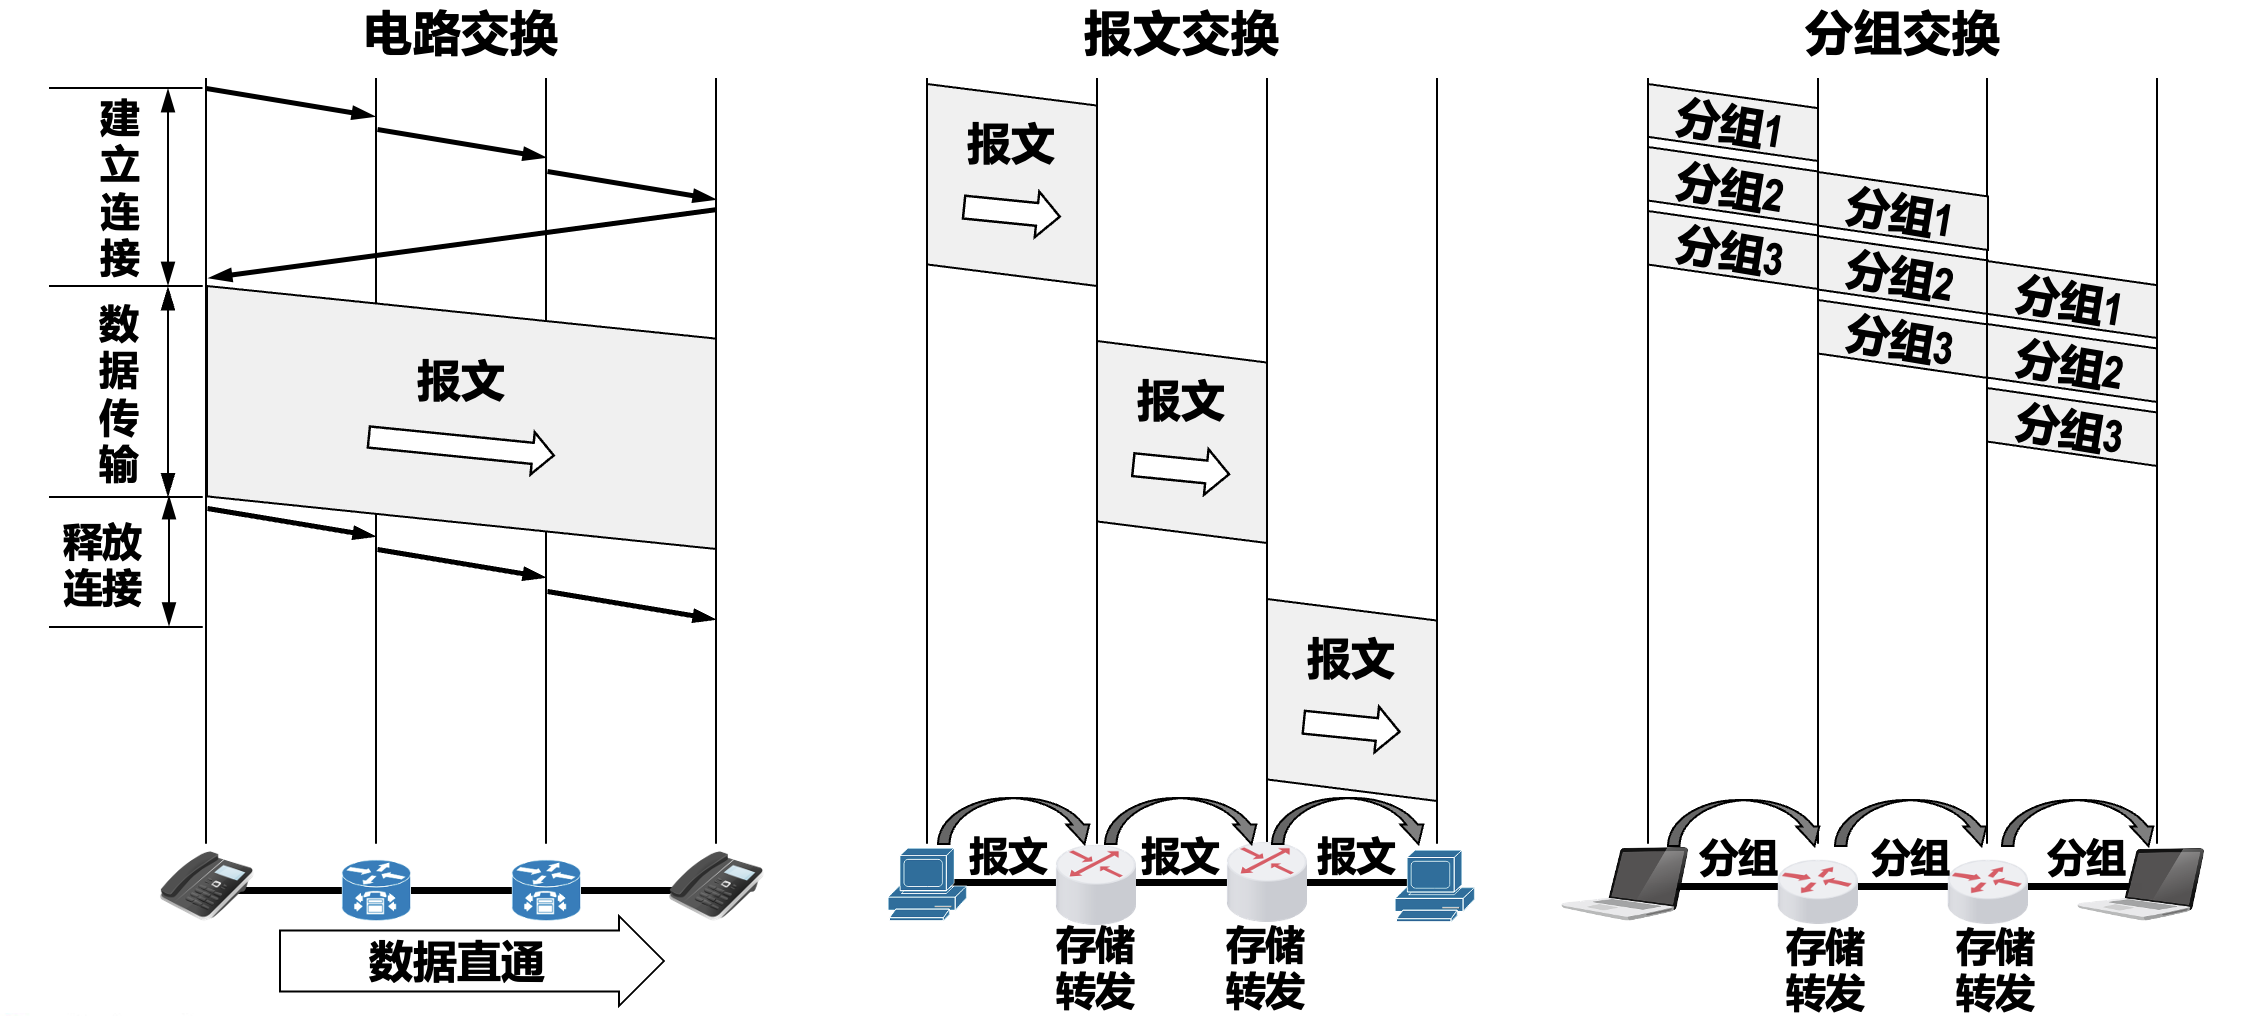 电路交换
建
立
连
接
数
据
传
输
释放
连接
报文
数据直通
报文交换
报文
报文
报文
报文
报文
报文
存储
转发
存储
转发
分组交换
分组1
分组2
分组3
分组1
分组2
分组3
分组1
分组2
分组3
分组
分组
分组
存储
转发
存储
转发